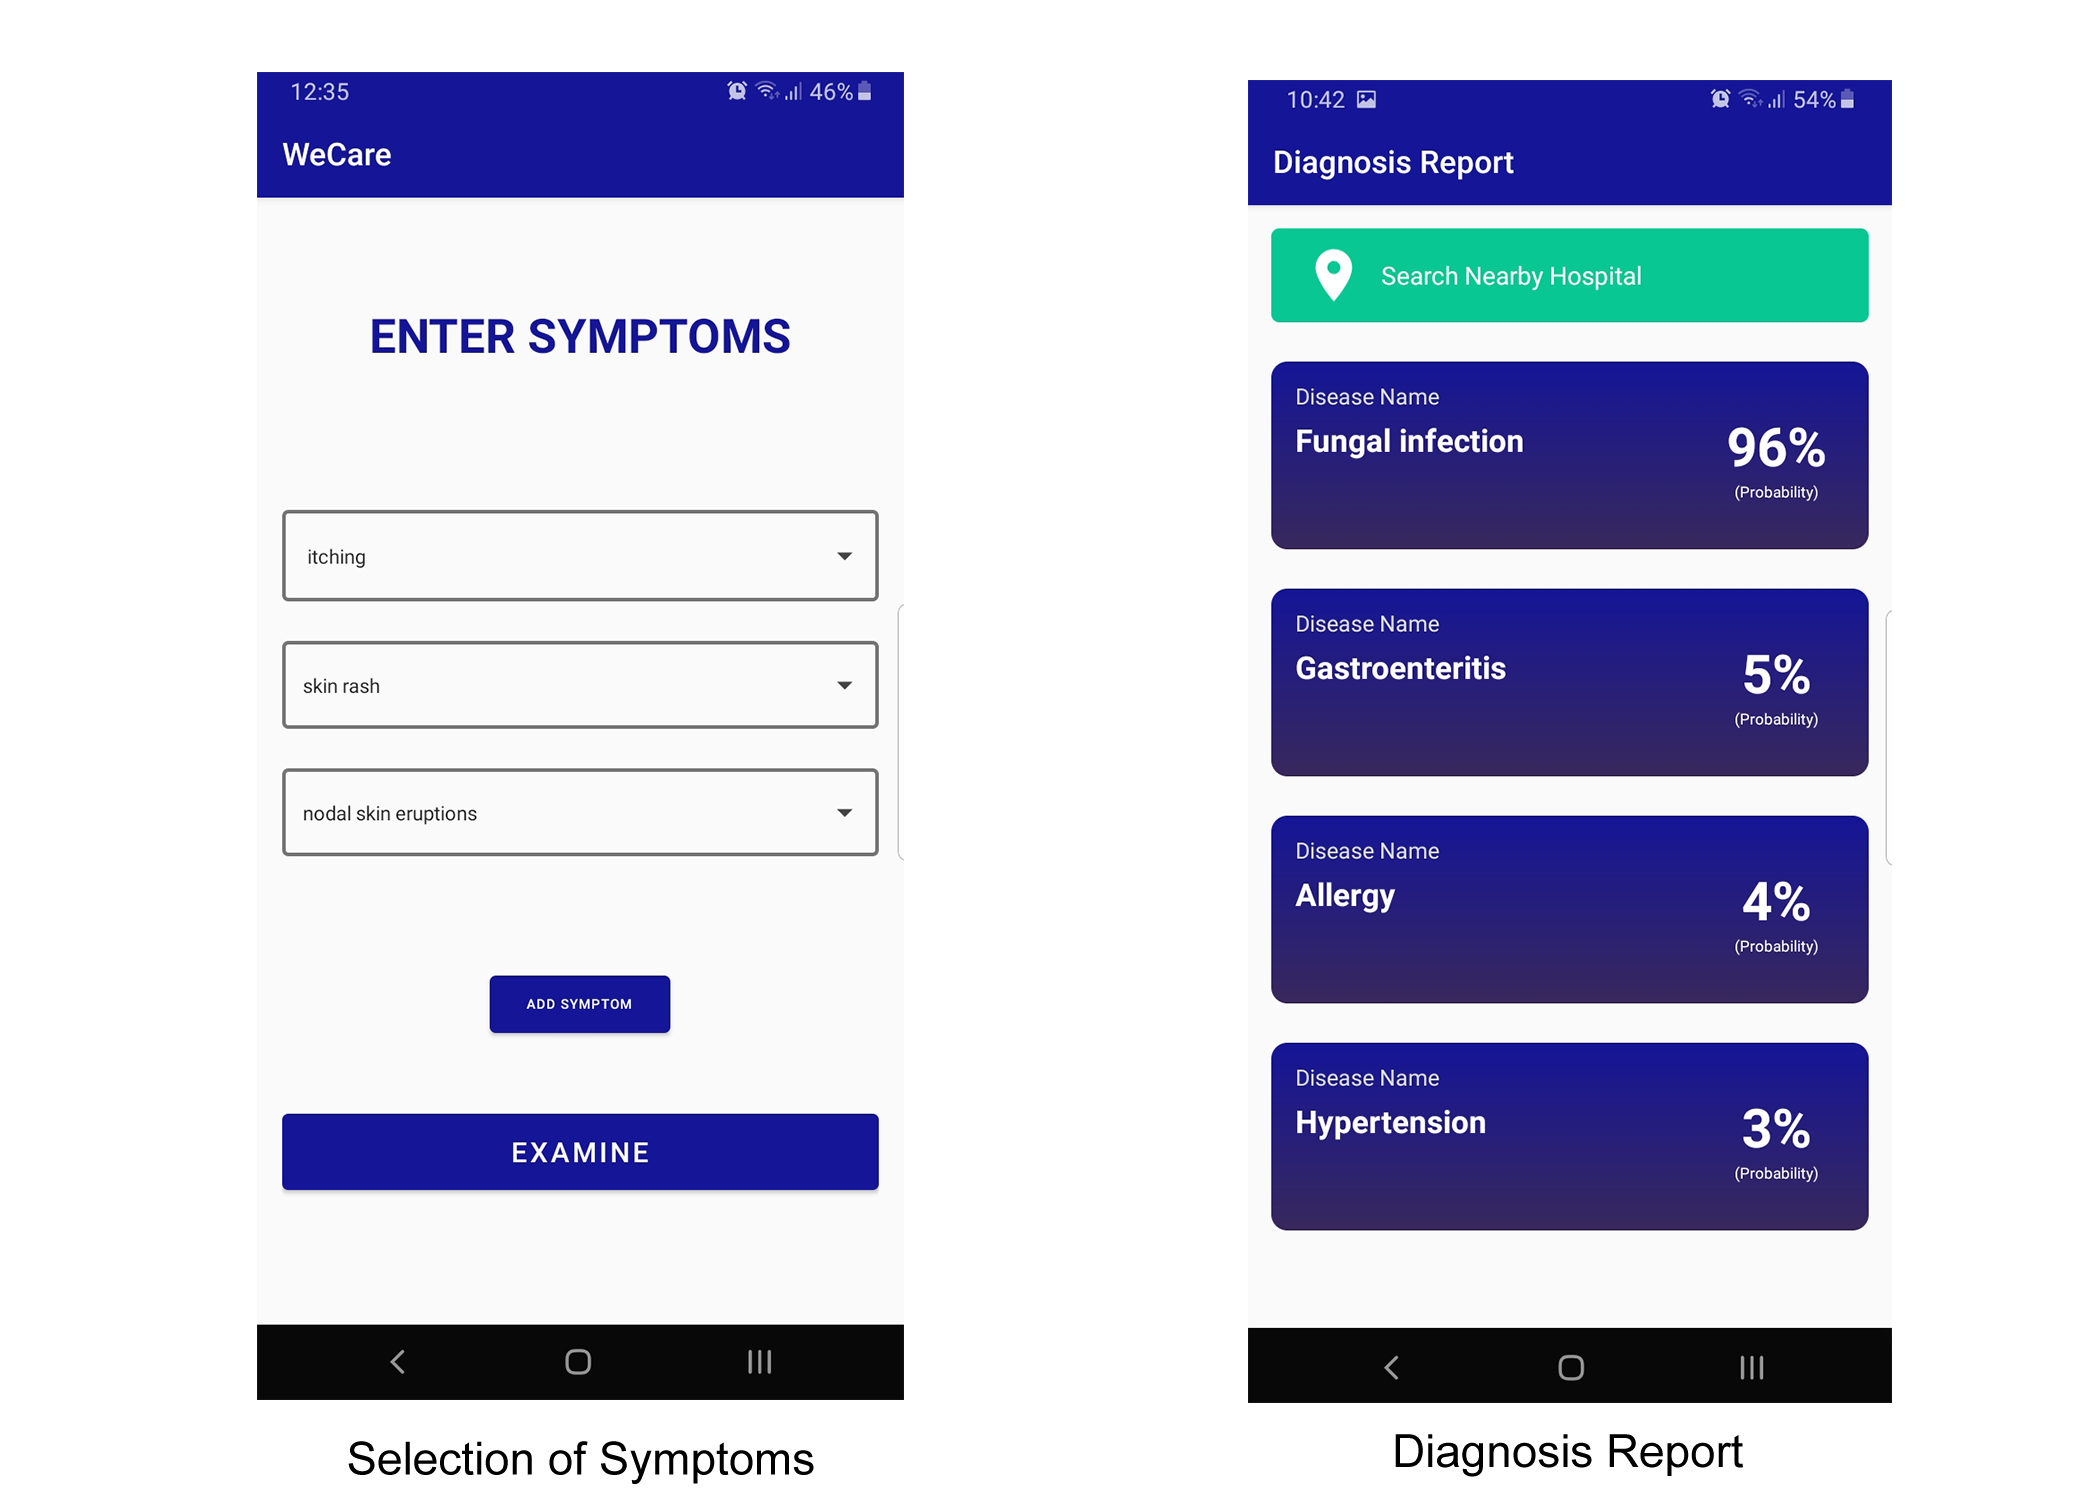 12:35
46%
WeCare
ENTER SYMPTOMS
itching
skin rash
nodal skin eruptions
ADD SYMPTOM
EXAMINE
Selection of Symptoms
10:42
54%
Diagnosis Report
Search Nearby Hospital
Disease Name
Fungal infection
96%
(Probability)
Disease Name
Gastroenteritis
5%
(Probability)
Disease Name
Allergy
4%
(Probability)
Disease Name
Hypertension
3%
(Probability)
Diagnosis Report